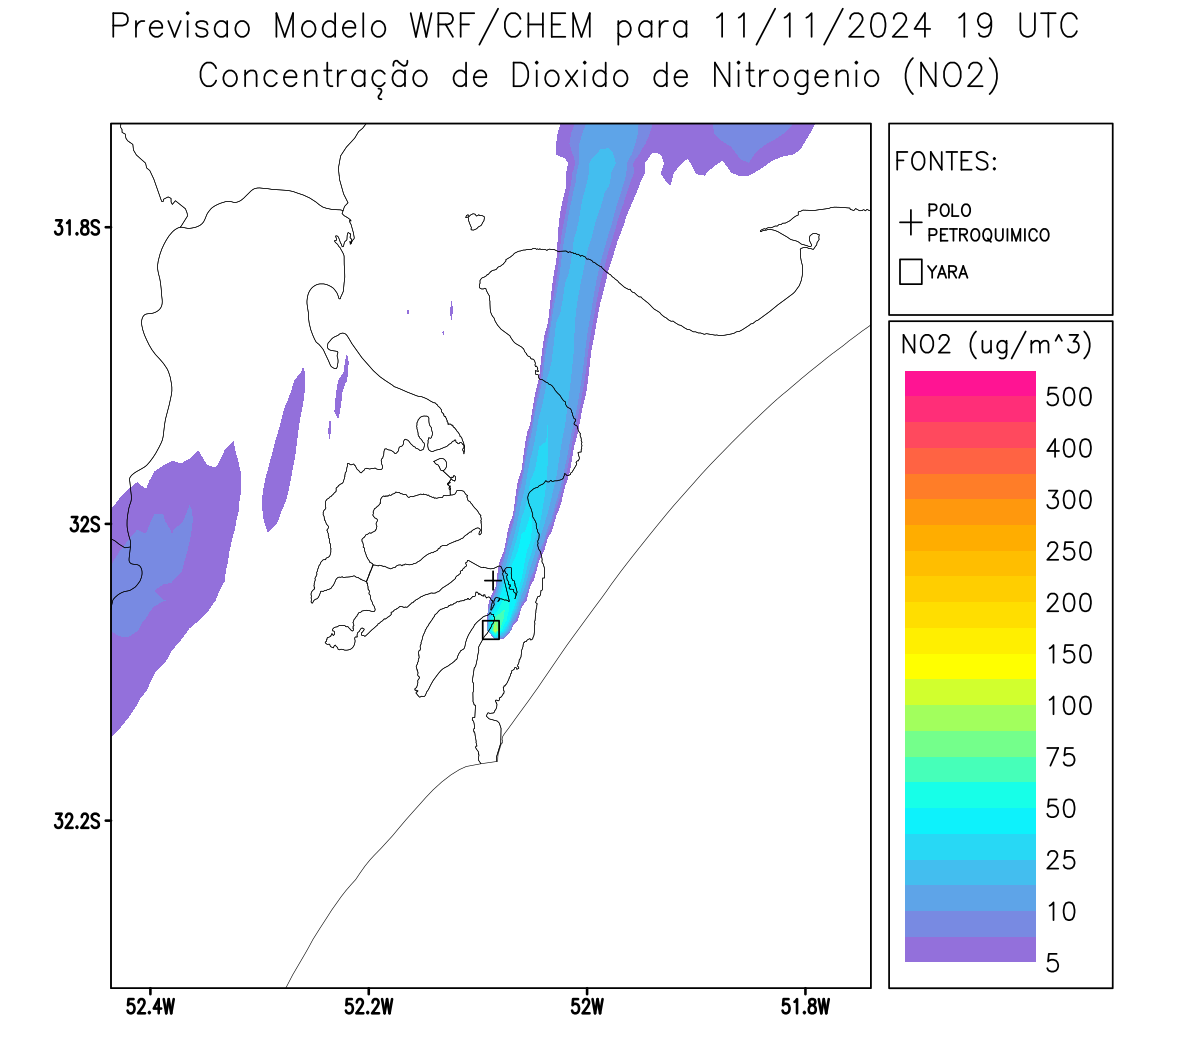 Previsao Modelo WRF/CHEM para 11/11/2024 19 UTC
Concentração de Dioxido de Nitrogenio (NO2)
FONTES:
POLO
PETROQUIMICO
YARA
NO2 (ug/m^3)
500
400
300
250
200
150
100
75
50
25
10
5
31.8S
32S
32.2S
52.4W
52.2W
52W
51.8W